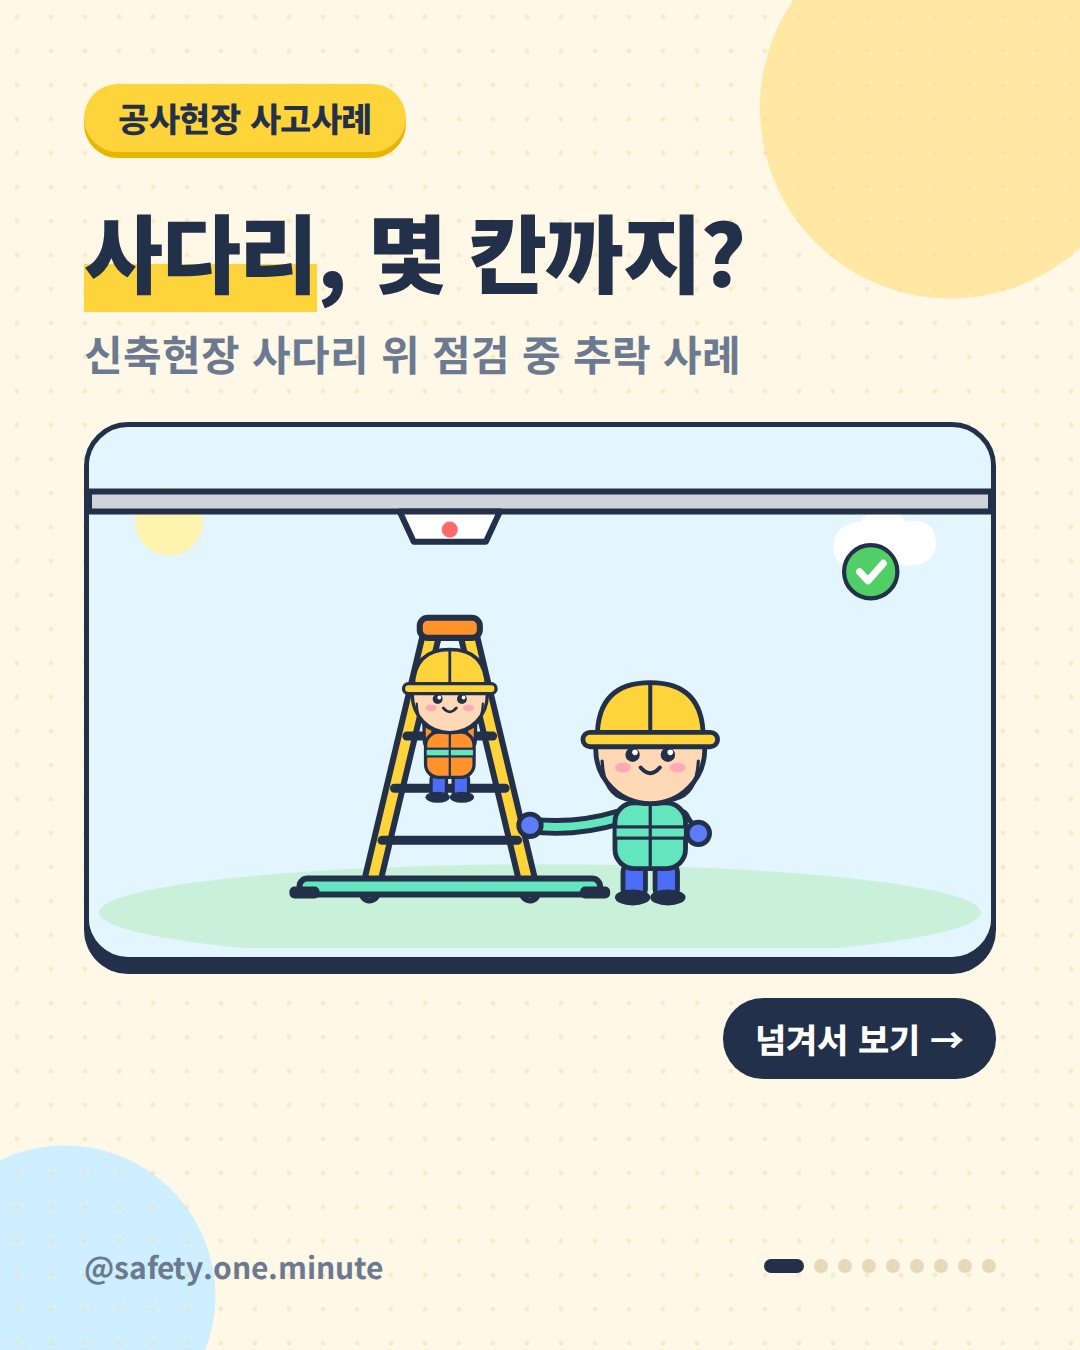 공사현장 사고사례
사다리, 몇 칸까지?
신축현장 사다리 위 점검 중 추락 사례
넘겨서 보기 →
@safety.one.minute